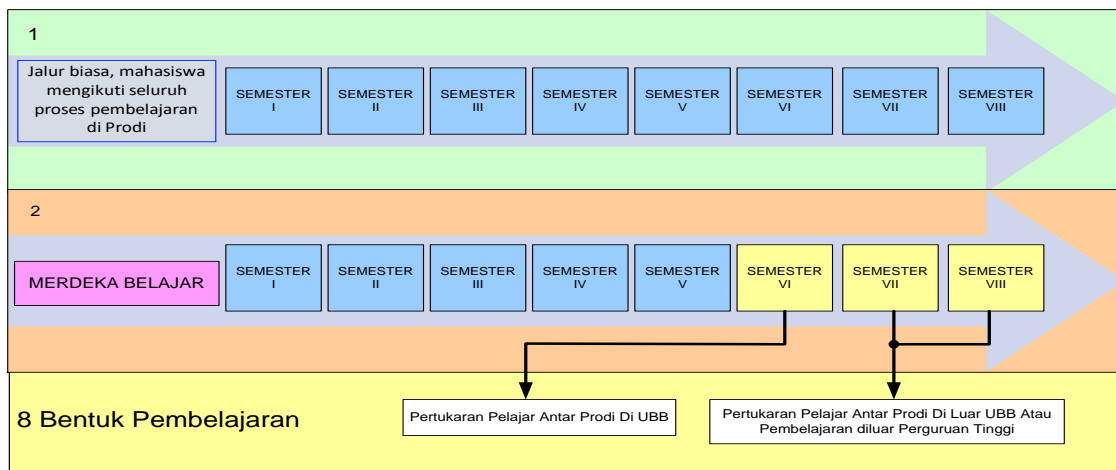 1
Jalur biasa, mahasiswa
mengikuti seluruh
proses pembelajaran
di Prodi
SEMESTER
I
SEMESTER
II
SEMESTER
III
SEMESTER
IV
SEMESTER
V
SEMESTER
VI
SEMESTER
VII
SEMESTER
VIII
2
MERDEKA BELAJAR
SEMESTER
I
SEMESTER
II
SEMESTER
III
SEMESTER
IV
SEMESTER
V
SEMESTER
VI
SEMESTER
VII
SEMESTER
VIII
8 Bentuk Pembelajaran
Pertukaran Pelajar Antar Prodi Di UBB
Pertukaran Pelajar Antar Prodi Di Luar UBB Atau
Pembelajaran diluar Perguruan Tinggi